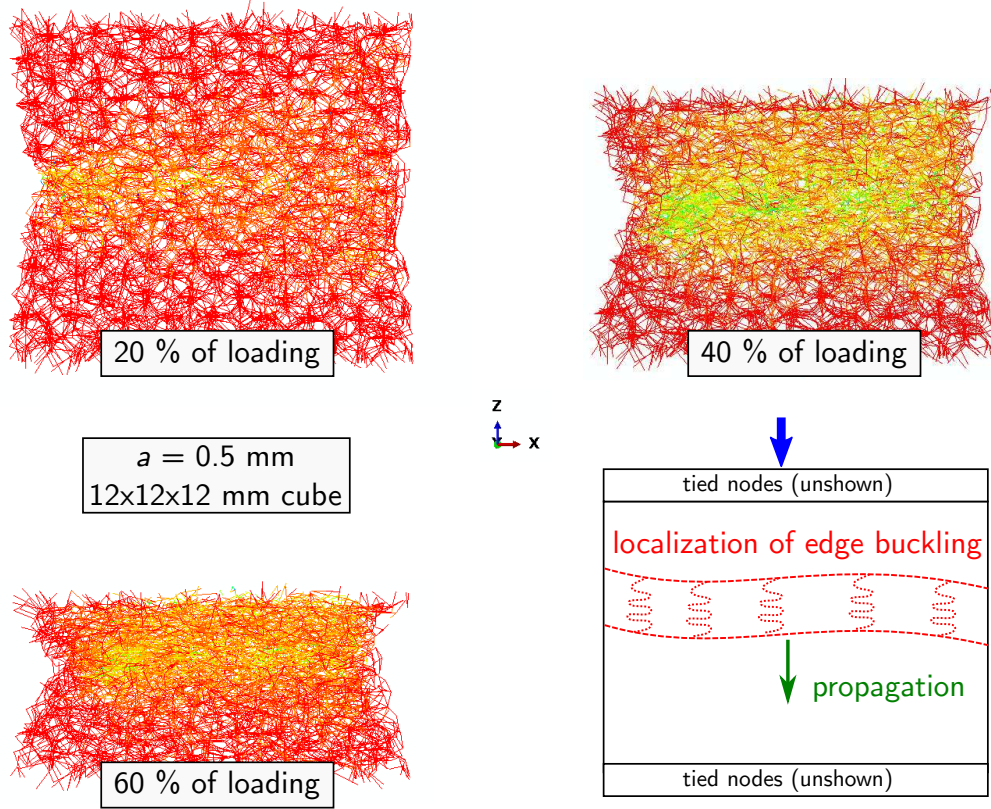 20 % of loading
40 % of loading
a = 0.5 mm
12x12x12 mm cube
Z
Y
X
tied nodes (unshown)
localization of edge buckling
propagation
tied nodes (unshown)
60 % of loading